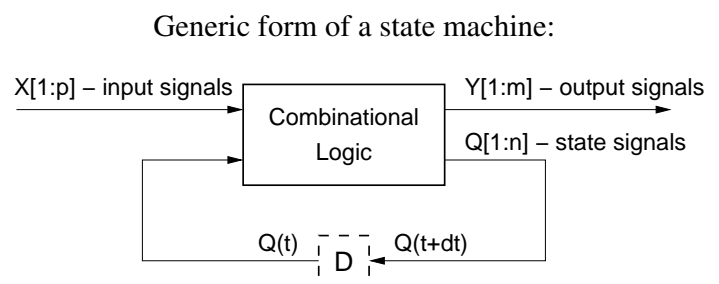 Generic form of a state machine:
X[1:p] – input signals
Y[1:m] – output signals
Combinational
Logic
Q[1:n] – state signals
Q(t)
D
Q(t+dt)